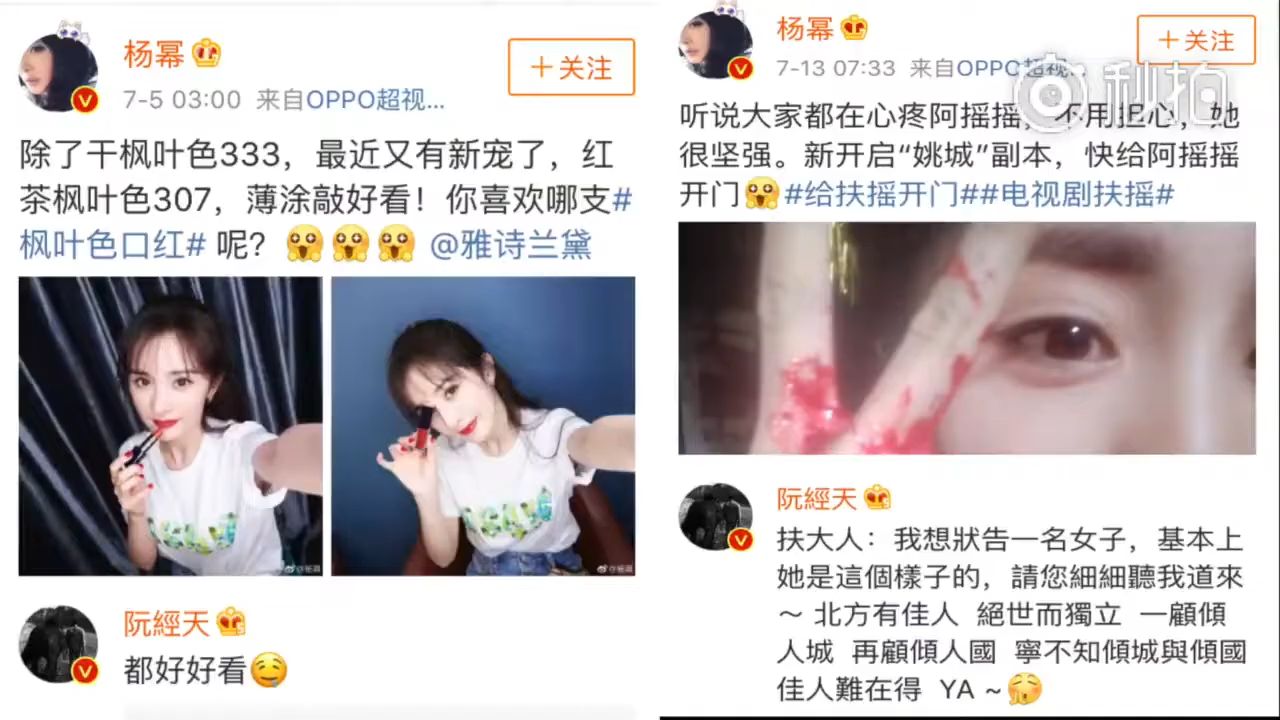 杨幂
+关注
7-5 03:00 来自OPPO超视...
除了干枫叶色333，最近又有新宠了，红
茶枫叶色307，薄涂敲好看！你喜欢哪支#
枫叶色口红# 呢？ @雅诗兰黛
@杨幂
@杨幂
阮經天
都好好看
杨幂
+关注
7-13 07:33 来自OPPO超视...
秒拍
听说大家都在心疼阿摇摇，不用担心，她
很坚强。新开启“姚城”副本，快给阿摇摇
开门 #给扶摇开门##电视剧扶摇#
阮經天
扶大人：我想狀告一名女子，基本上
她是這個樣子的，請您細細聽我道來
～ 北方有佳人 絕世而獨立 一顧傾
人城 再顧傾人國 寧不知傾城與傾國
佳人難在得 YA ~